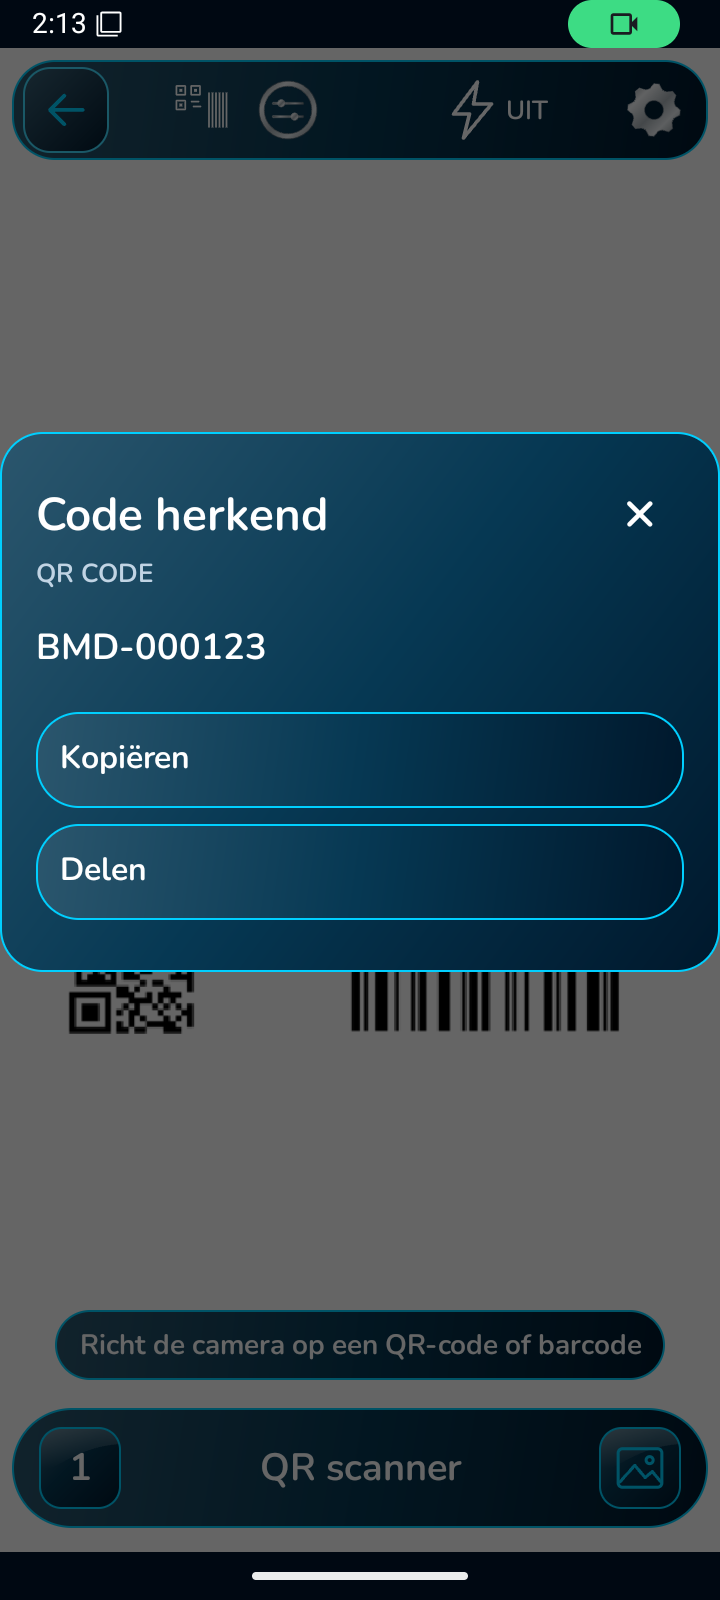 2:13
UIT
Code herkend
QR CODE
BMD-000123
Kopiëren
Delen
Richt de camera op een QR-code of barcode
1
QR scanner